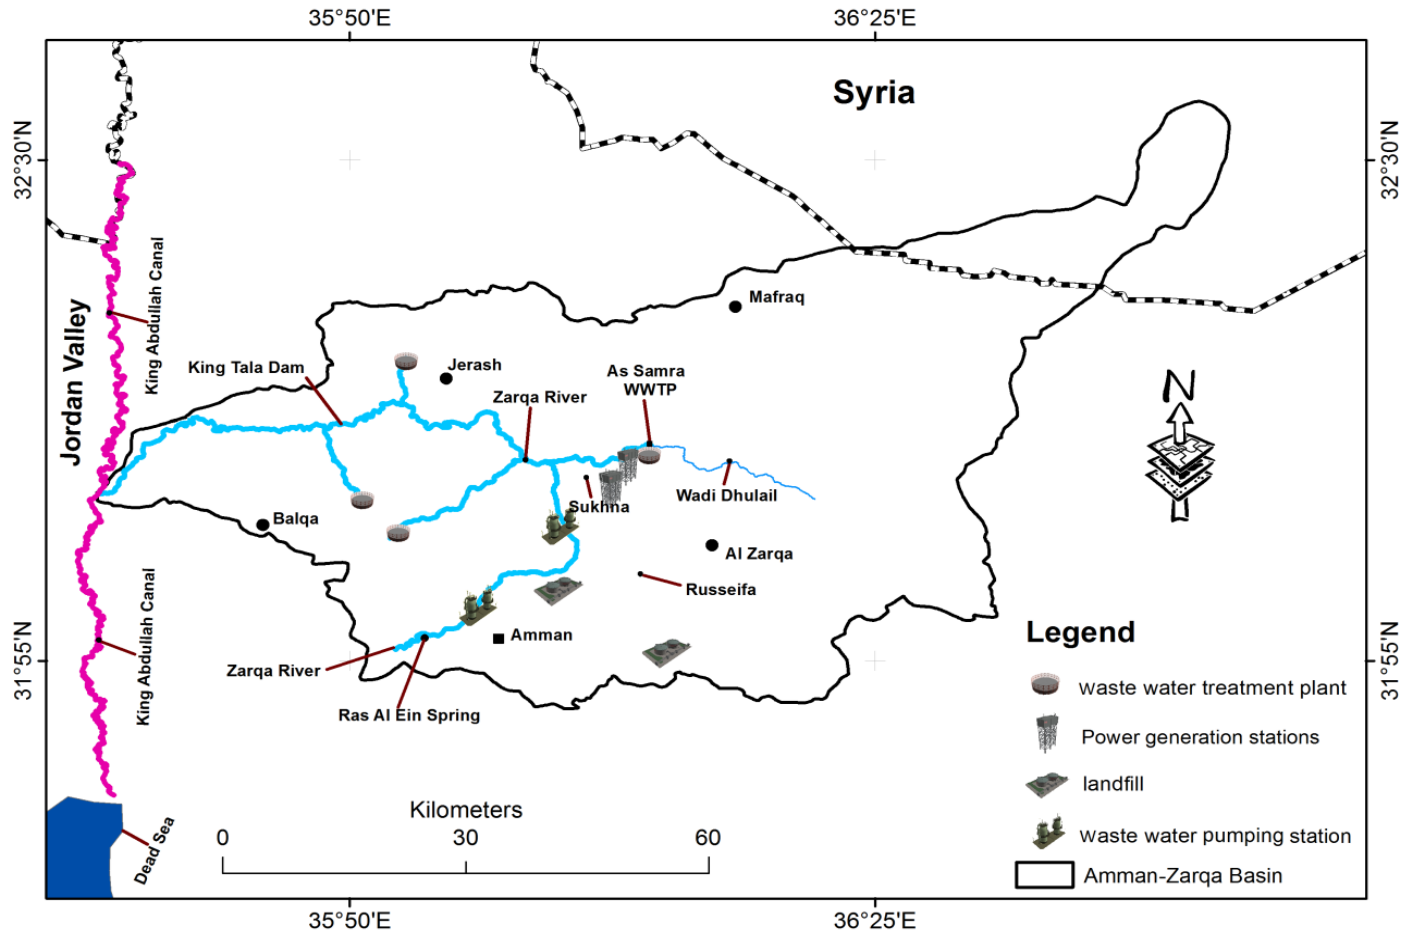 35°50'E
36°25'E
Syria
32°30'N
32°30'N
King Abdullah Canal
Jordan Valley
Mafraq
King Tala Dam
Jerash
As Samra
WWTP
Zarqa River
Wadi Dhulail
Sukhna
Balqa
Al Zarqa
Russeifa
King Abdullah Canal
Amman
Zarqa River
Ras Al Ein Spring
31°55'N
31°55'N
N
Legend
waste water treatment plant
Power generation stations
landfill
waste water pumping station
Amman-Zarqa Basin
Dead Sea
Kilometers
0 30 60
35°50'E
36°25'E